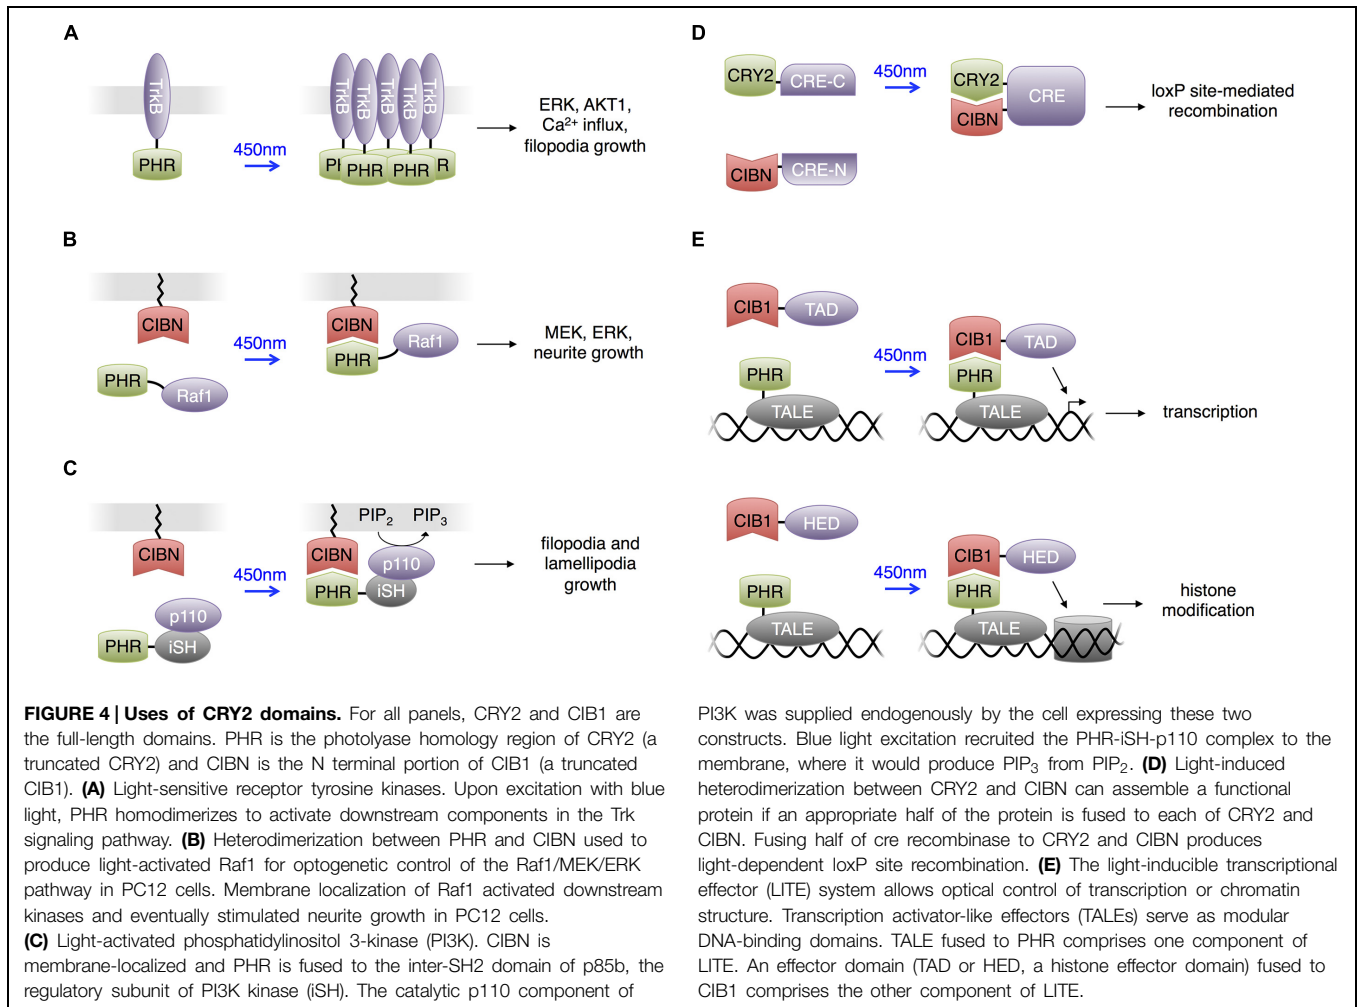 A
TrkB
PHR
450nm
TrkB
TrkB
TrkB
TrkB
TrkB
PHR
PHR
R
ERK, AKT1,
Ca²⁺ influx,
filopodia growth
B
CIBN
PHR
Raf1
450nm
CIBN
PHR
Raf1
MEK, ERK,
neurite growth
C
CIBN
p110
PHR
iSH
450nm
PIP₂
PIP₃
CIBN
p110
PHR
iSH
filopodia and
lamellipodia
growth
D
CRY2
CRE-C
CIBN
CRE-N
450nm
CRY2
CIBN
CRE
loxP site-mediated
recombination
E
CIB1
TAD
PHR
TALE
450nm
CIB1
TAD
PHR
TALE
transcription
CIB1
HED
PHR
TALE
450nm
CIB1
HED
PHR
TALE
histone
modification
FIGURE 4 | Uses of CRY2 domains. For all panels, CRY2 and CIB1 are
the full-length domains. PHR is the photolyase homology region of CRY2 (a
truncated CRY2) and CIBN is the N terminal portion of CIB1 (a truncated
CIB1). (A) Light-sensitive receptor tyrosine kinases. Upon excitation with blue
light, PHR homodimerizes to activate downstream components in the Trk
signaling pathway. (B) Heterodimerization between PHR and CIBN used to
produce light-activated Raf1 for optogenetic control of the Raf1/MEK/ERK
pathway in PC12 cells. Membrane localization of Raf1 activated downstream
kinases and eventually stimulated neurite growth in PC12 cells.
(C) Light-activated phosphatidylinositol 3-kinase (PI3K). CIBN is
membrane-localized and PHR is fused to the inter-SH2 domain of p85b, the
regulatory subunit of PI3K kinase (iSH). The catalytic p110 component of
PI3K was supplied endogenously by the cell expressing these two
constructs. Blue light excitation recruited the PHR-iSH-p110 complex to the
membrane, where it would produce PIP₃ from PIP₂. (D) Light-induced
heterodimerization between CRY2 and CIBN can assemble a functional
protein if an appropriate half of the protein is fused to each of CRY2 and
CIBN. Fusing half of cre recombinase to CRY2 and CIBN produces
light-dependent loxP site recombination. (E) The light-inducible transcriptional
effector (LITE) system allows optical control of transcription or chromatin
structure. Transcription activator-like effectors (TALEs) serve as modular
DNA-binding domains. TALE fused to PHR comprises one component of
LITE. An effector domain (TAD or HED, a histone effector domain) fused to
CIB1 comprises the other component of LITE.